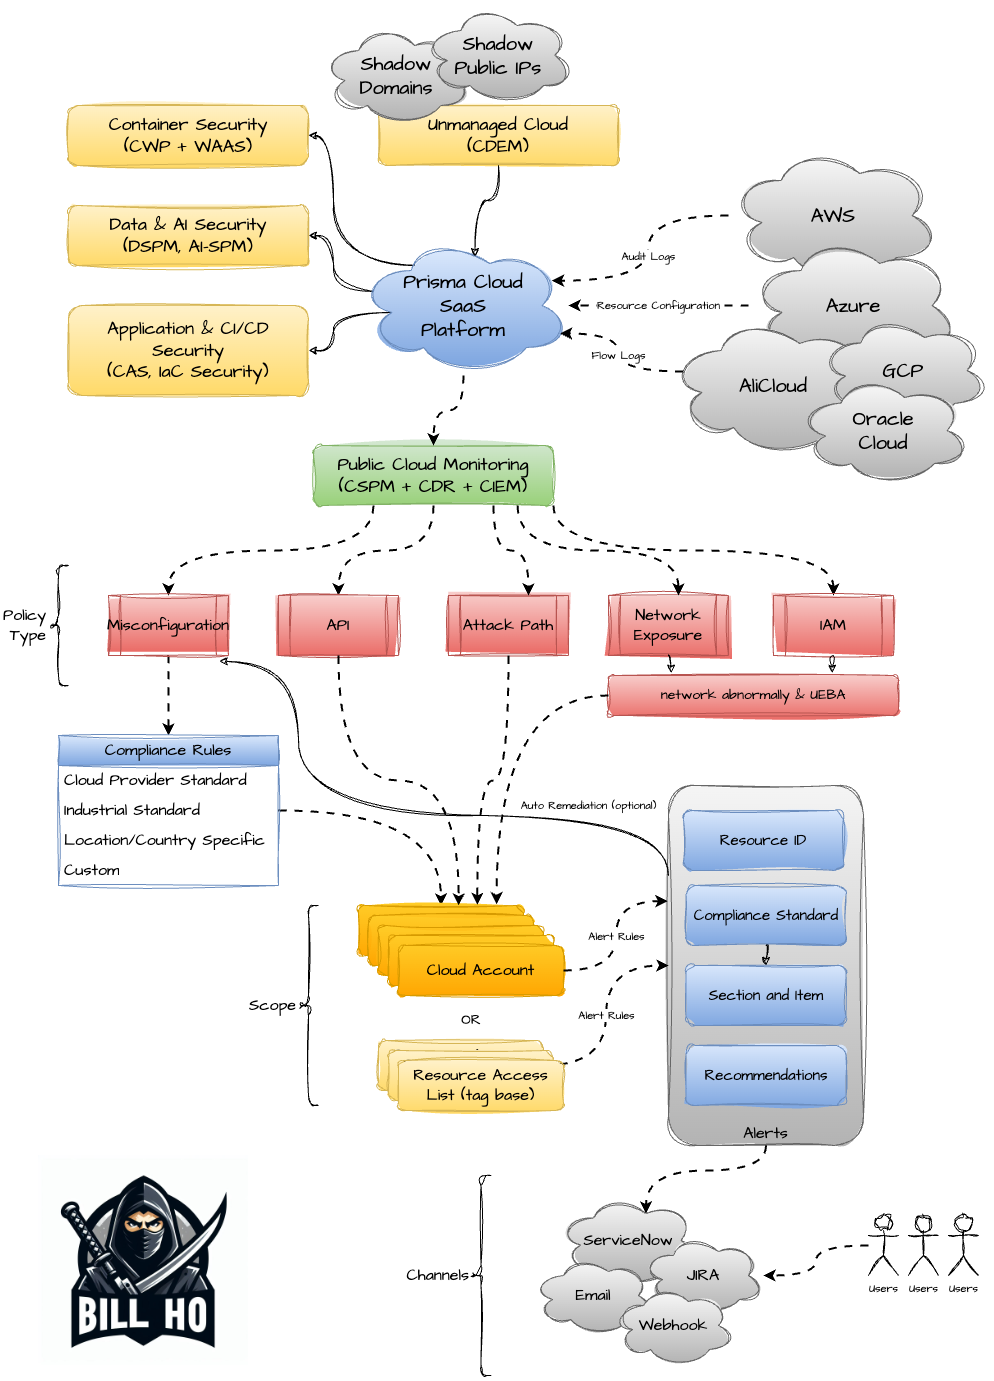 Shadow
Public IPs
Shadow
Domains
Container Security
(CWP + WAAS)
Unmanaged Cloud
(CDEM)
Data & AI Security
(DSPM, AI-SPM)
AWS
Audit Logs
Prisma Cloud
SaaS
Platform
Resource Configuration
Azure
Application & CI/CD
Security
(CAS, IaC Security)
Flow Logs
AliCloud
GCP
Oracle
Cloud
Public Cloud Monitoring
(CSPM + CDR + CIEM)
Policy
Type
Misconfiguration
API
Attack Path
Network
Exposure
IAM
network abnormally & UEBA
Compliance Rules
Cloud Provider Standard
Industrial Standard
Location/Country Specific
Custom
Auto Remediation (optional)
Resource ID
Compliance Standard
Section and Item
Recommendations
Alerts
Scope
Cloud Account
Alert Rules
OR
Alert Rules
Resource Access
List (tag base)
Channels
ServiceNow
JIRA
Email
Webhook
Users
Users
Users
BILL HO